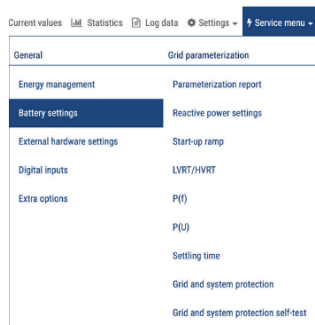 Current values Statistics Log data Settings Service menu
General Grid parameterization
Energy management Parameterization report
Battery settings Reactive power settings
External hardware settings Start-up ramp
Digital inputs LVRT/HVRT
Extra options P(f)
P(U)
Settling time
Grid and system protection
Grid and system protection self-test